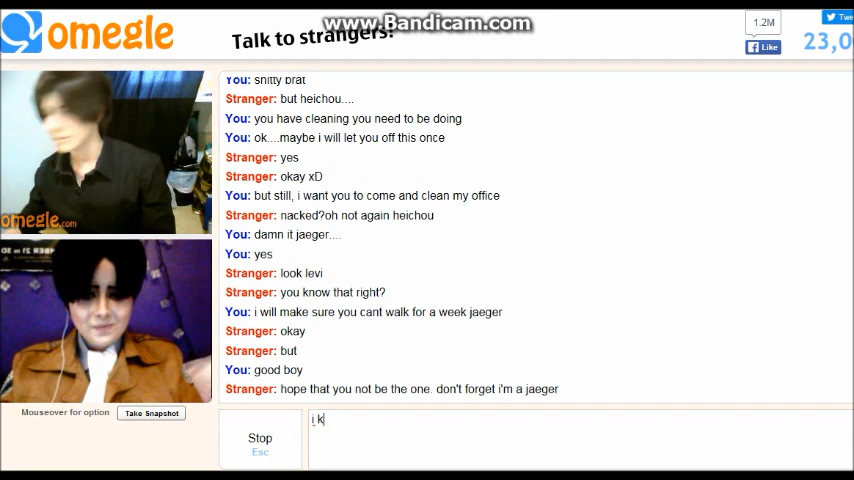 www.Bandicam.com
omegle
Talk to strangers!
1.2M
Like
Twe
23,0
You: snitty brat
Stranger: but heichou....
You: you have cleaning you need to be doing
You: ok....maybe i will let you off this once
Stranger: yes
Stranger: okay xD
You: but still, i want you to come and clean my office
Stranger: nacked?oh not again heichou
You: damn it jaeger....
You: yes
Stranger: look levi
Stranger: you know that right?
You: i will make sure you cant walk for a week jaeger
Stranger: okay
Stranger: but
You: good boy
Stranger: hope that you not be the one. don't forget i'm a jaeger
omegle.com
Mouseover for option
Take Snapshot
Stop
Esc
i k